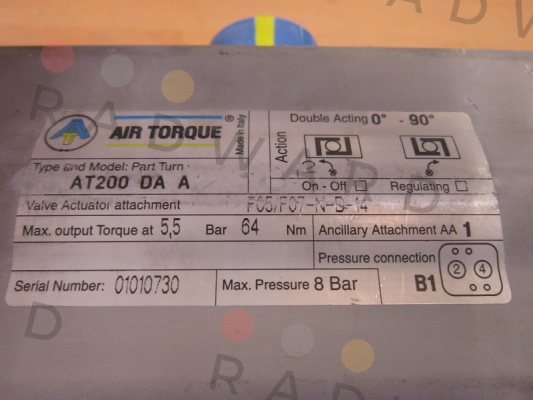 AIR TORQUE ®
Made in Italy
Double Acting 0° - 90°
Action
Type and Model: Part Turn
AT200 DA A
On - Off Regulating
Valve Actuator attachment F05/F07-N-D-14
Max. output Torque at 5,5 Bar 64 Nm Ancillary Attachment AA 1
Pressure connection
B1 2 4
Serial Number: 01010730 Max. Pressure 8 Bar
RADWARD
RADWARD